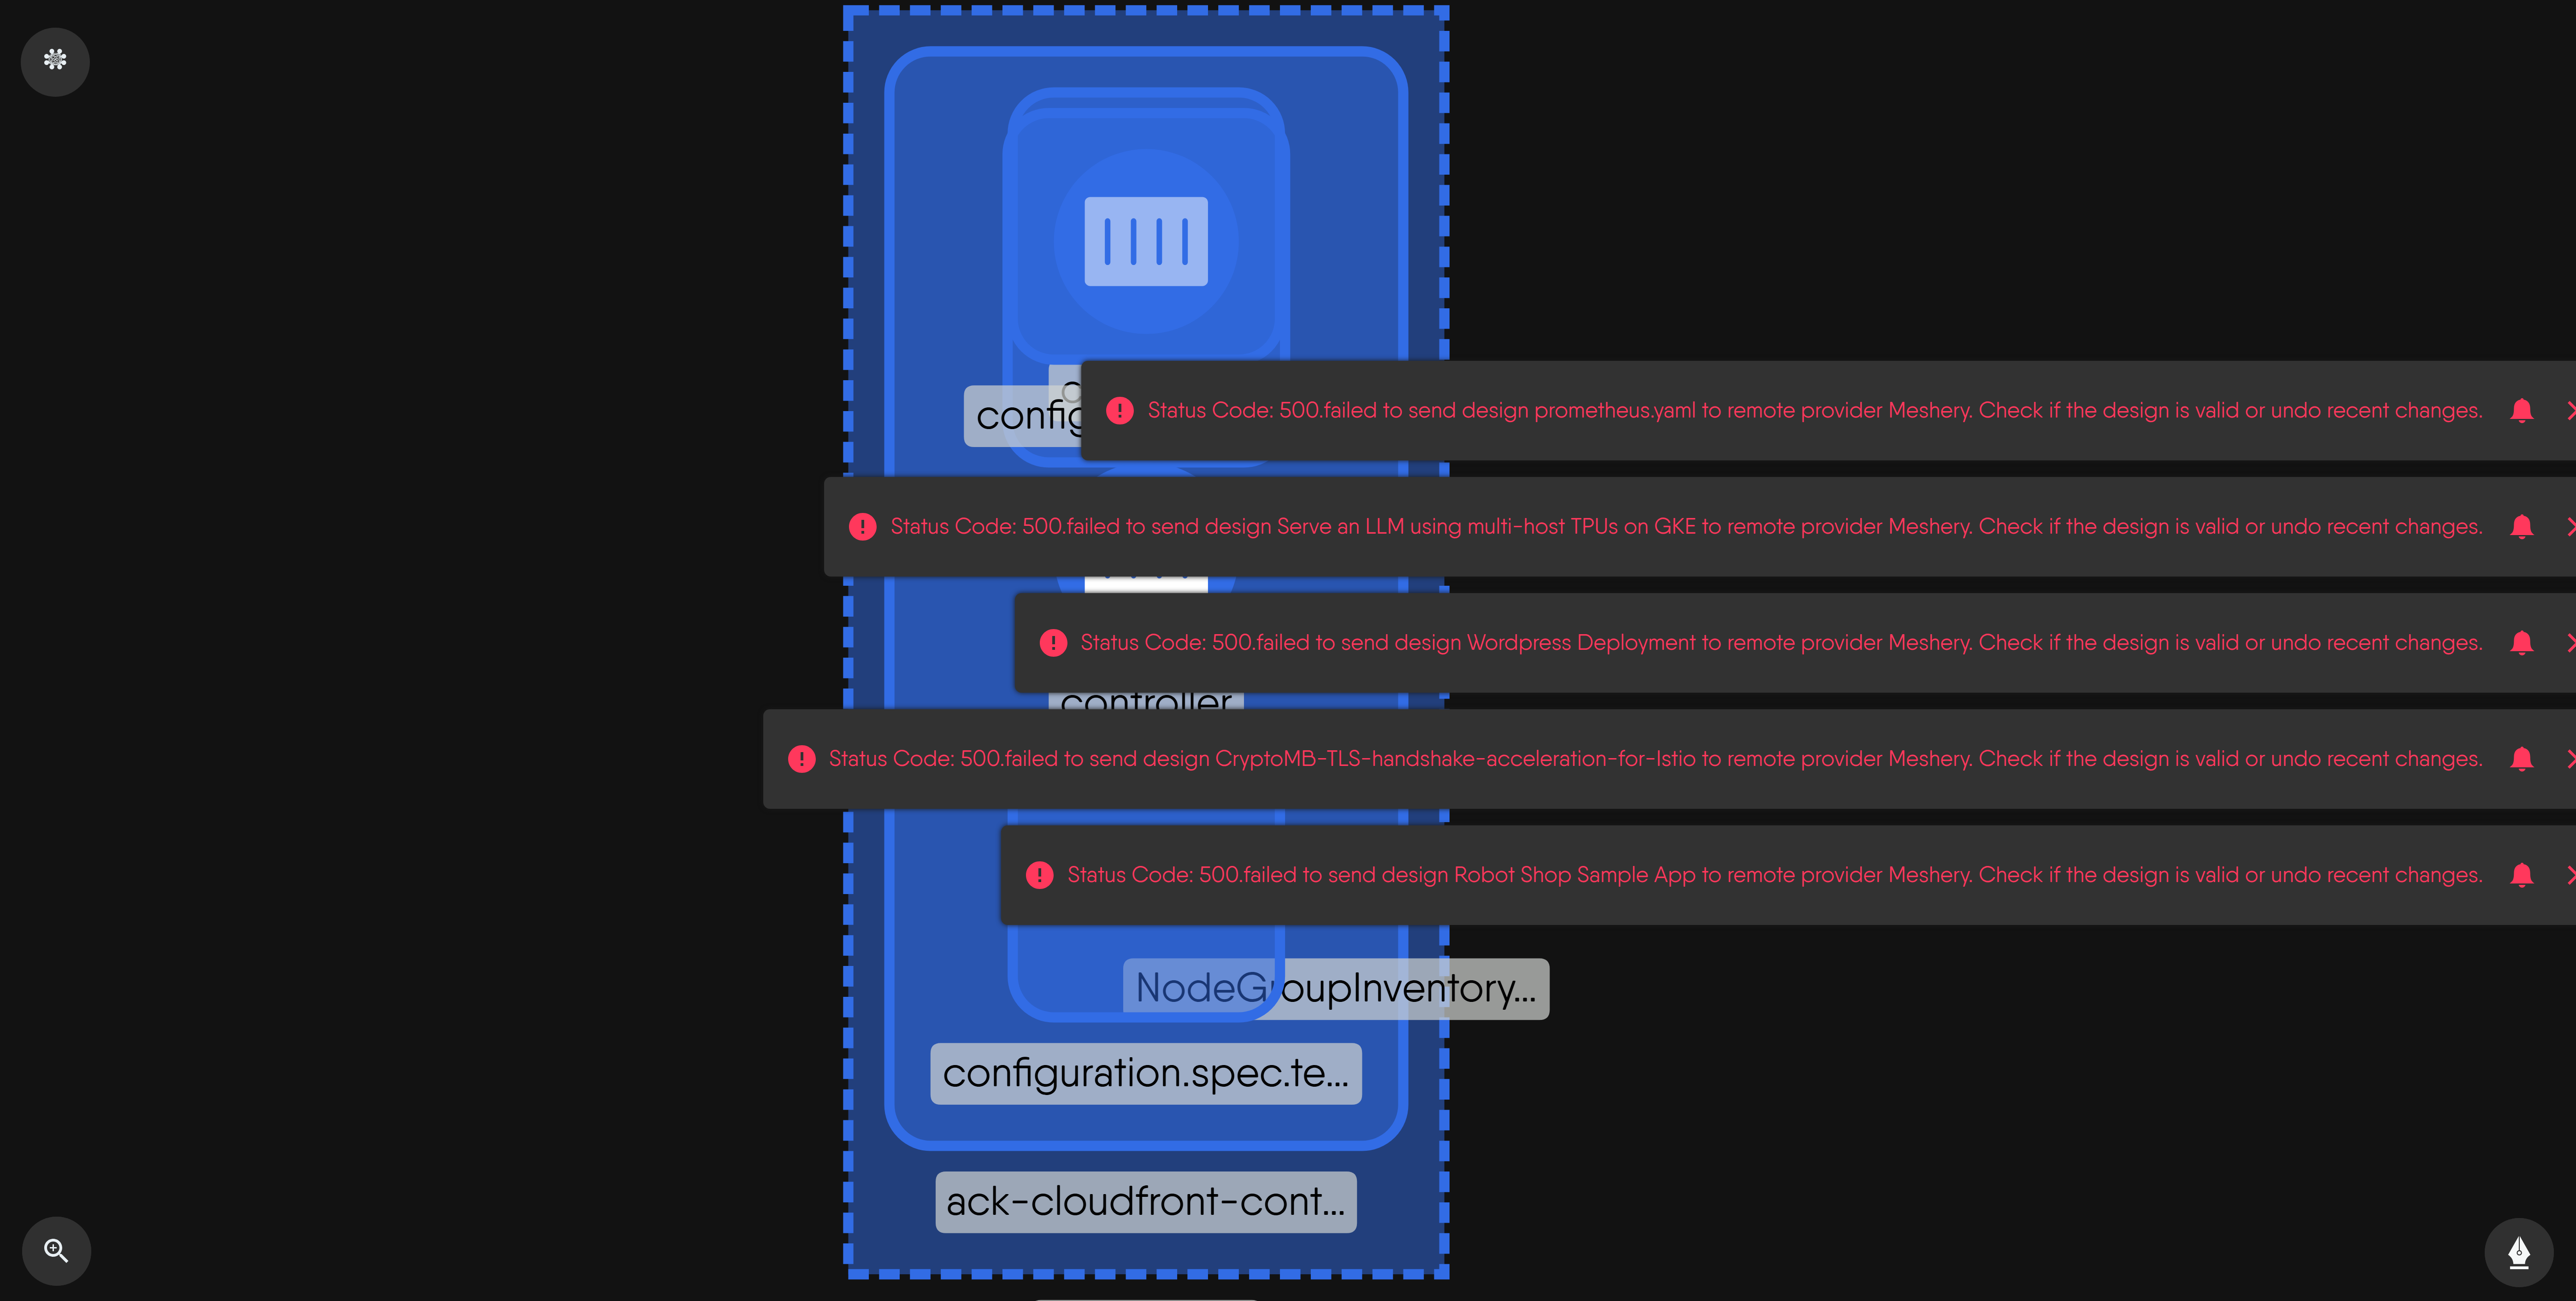 config
Status Code: 500.failed to send design prometheus.yaml to remote provider Meshery. Check if the design is valid or undo recent changes.
Status Code: 500.failed to send design Serve an LLM using multi-host TPUs on GKE to remote provider Meshery. Check if the design is valid or undo recent changes.
Status Code: 500.failed to send design Wordpress Deployment to remote provider Meshery. Check if the design is valid or undo recent changes.
controller
Status Code: 500.failed to send design CryptoMB-TLS-handshake-acceleration-for-Istio to remote provider Meshery. Check if the design is valid or undo recent changes.
Status Code: 500.failed to send design Robot Shop Sample App to remote provider Meshery. Check if the design is valid or undo recent changes.
NodeGroupInventory...
configuration.spec.te...
ack-cloudfront-cont...